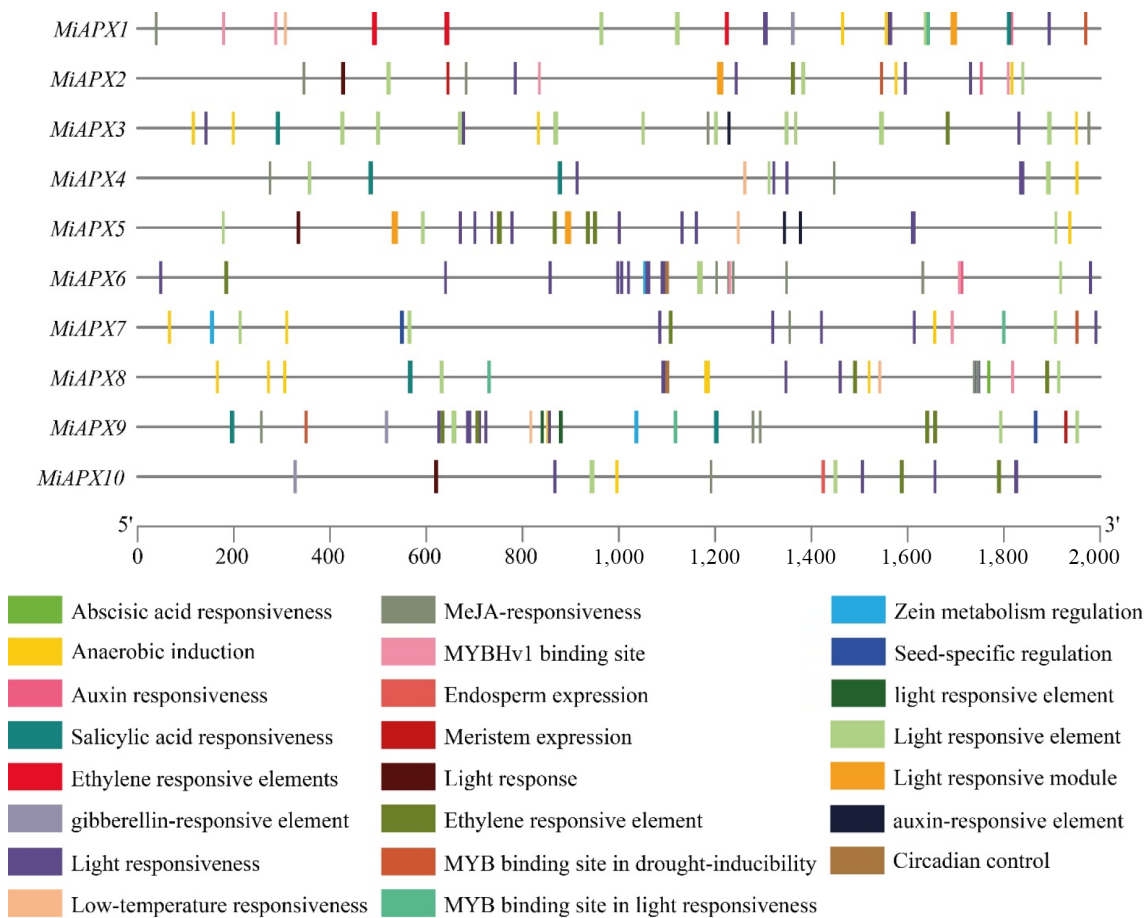 MiAPX1
MiAPX2
MiAPX3
MiAPX4
MiAPX5
MiAPX6
MiAPX7
MiAPX8
MiAPX9
MiAPX10
5' 3'
0 200 400 600 800 1,000 1,200 1,400 1,600 1,800 2,000
Abscisic acid responsiveness
Anaerobic induction
Auxin responsiveness
Salicylic acid responsiveness
Ethylene responsive elements
gibberellin-responsive element
Light responsiveness
Low-temperature responsiveness
MeJA-responsiveness
MYBHv1 binding site
Endosperm expression
Meristem expression
Light response
Ethylene responsive element
MYB binding site in drought-inducibility
MYB binding site in light responsiveness
Zein metabolism regulation
Seed-specific regulation
light responsive element
Light responsive element
Light responsive module
auxin-responsive element
Circadian control